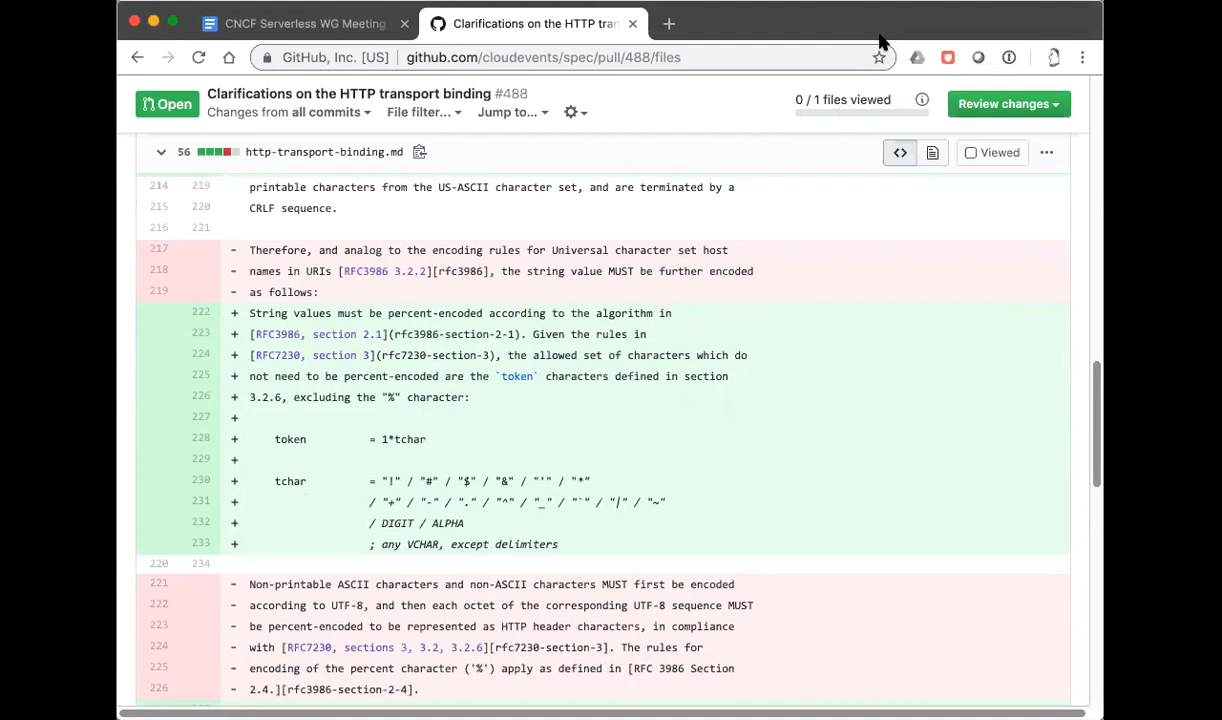 CNCF Serverless WG Meeting
Clarifications on the HTTP tran
GitHub, Inc. [US] github.com/cloudevents/spec/pull/488/files
Open
Clarifications on the HTTP transport binding #488
Changes from all commits File filter... Jump to...
0 / 1 files viewed
Review changes
56 http-transport-binding.md
Viewed
214 219 printable characters from the US-ASCII character set, and are terminated by a
215 220 CRLF sequence.
216 221
217 - Therefore, and analog to the encoding rules for Universal character set host
218 - names in URIs [RFC3986 3.2.2][rfc3986], the string value MUST be further encoded
219 - as follows:
222 + String values must be percent-encoded according to the algorithm in
223 + [RFC3986, section 2.1](rfc3986-section-2-1). Given the rules in
224 + [RFC7230, section 3](rfc7230-section-3), the allowed set of characters which do
225 + not need to be percent-encoded are the `token` characters defined in section
226 + 3.2.6, excluding the "%" character:
227 +
228 + token = 1*tchar
229 +
230 + tchar = "!" / "#" / "$" / "&" / "'" / "*"
231 + / "+" / "-" / "." / "^" / "_" / "`" / "|" / "~"
232 + / DIGIT / ALPHA
233 + ; any VCHAR, except delimiters
220 234
221 - Non-printable ASCII characters and non-ASCII characters MUST first be encoded
222 - according to UTF-8, and then each octet of the corresponding UTF-8 sequence MUST
223 - be percent-encoded to be represented as HTTP header characters, in compliance
224 - with [RFC7230, sections 3, 3.2, 3.2.6][rfc7230-section-3]. The rules for
225 - encoding of the percent character ('%') apply as defined in [RFC 3986 Section
226 - 2.4.][rfc3986-section-2-4].